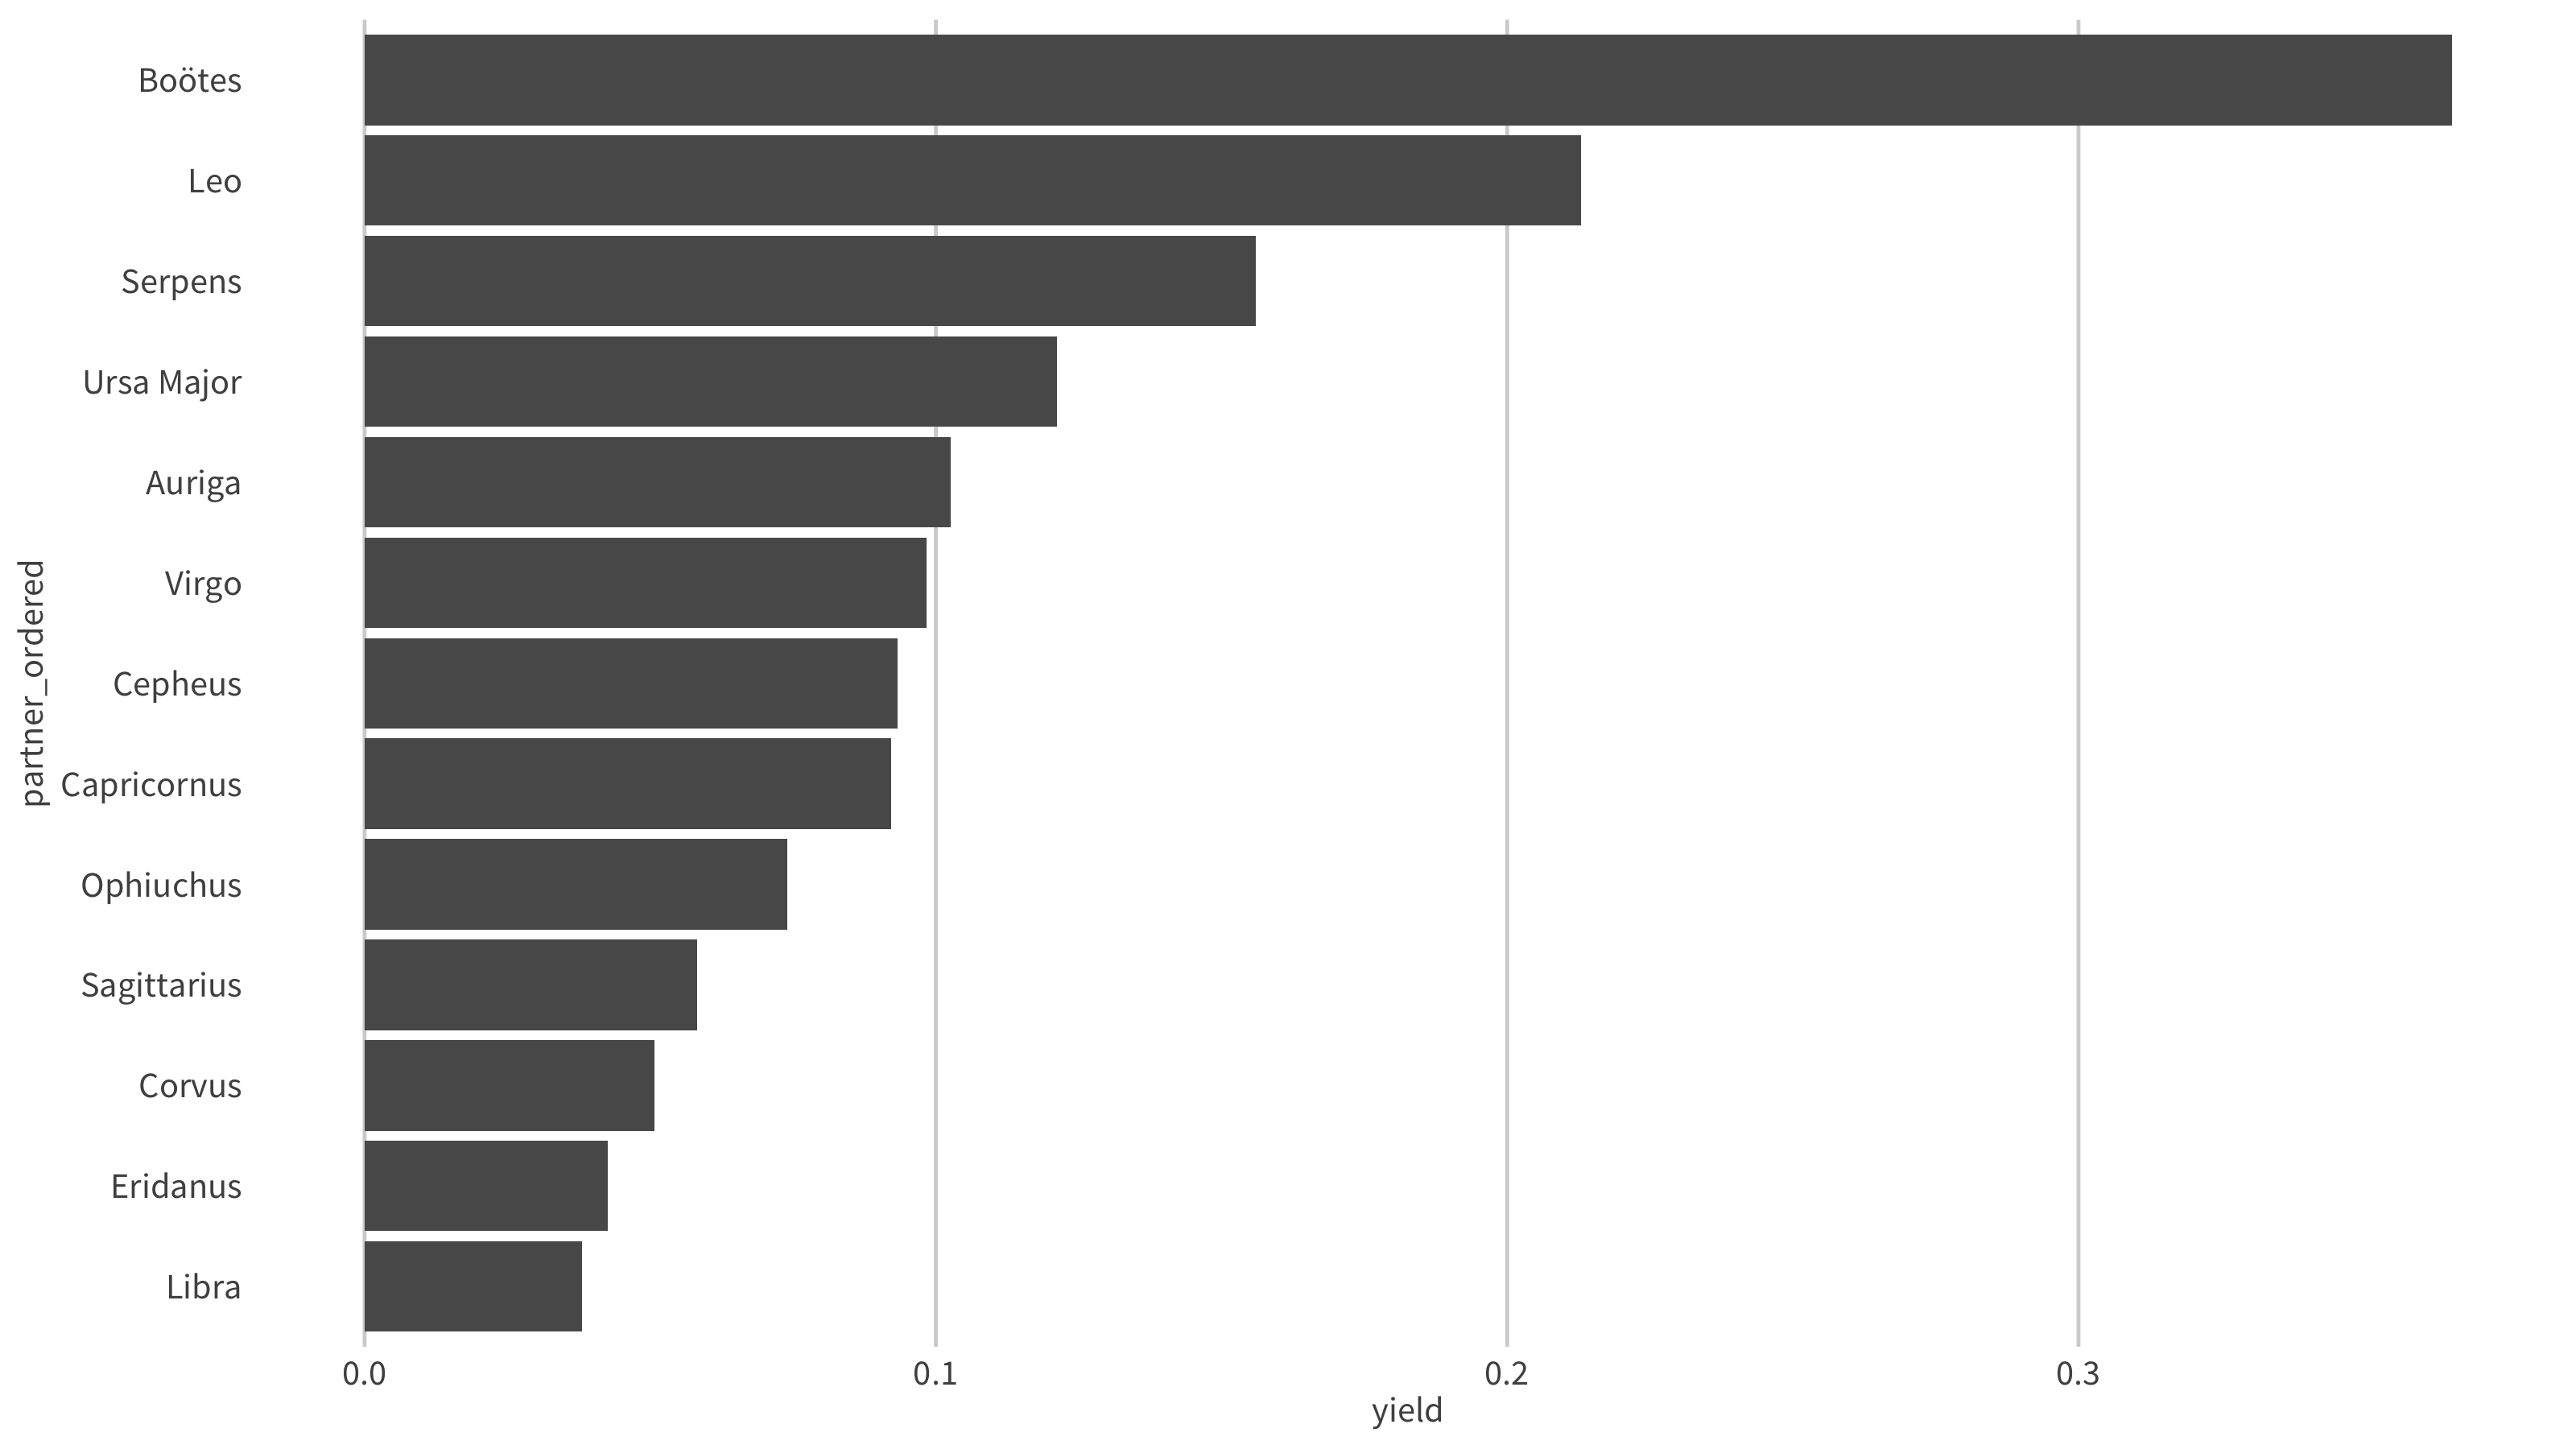 Boötes
Leo
Serpens
Ursa Major
Auriga
Virgo
Cepheus
Capricornus
Ophiuchus
Sagittarius
Corvus
Eridanus
Libra
partner_ordered
0.0 0.1 0.2 0.3
yield